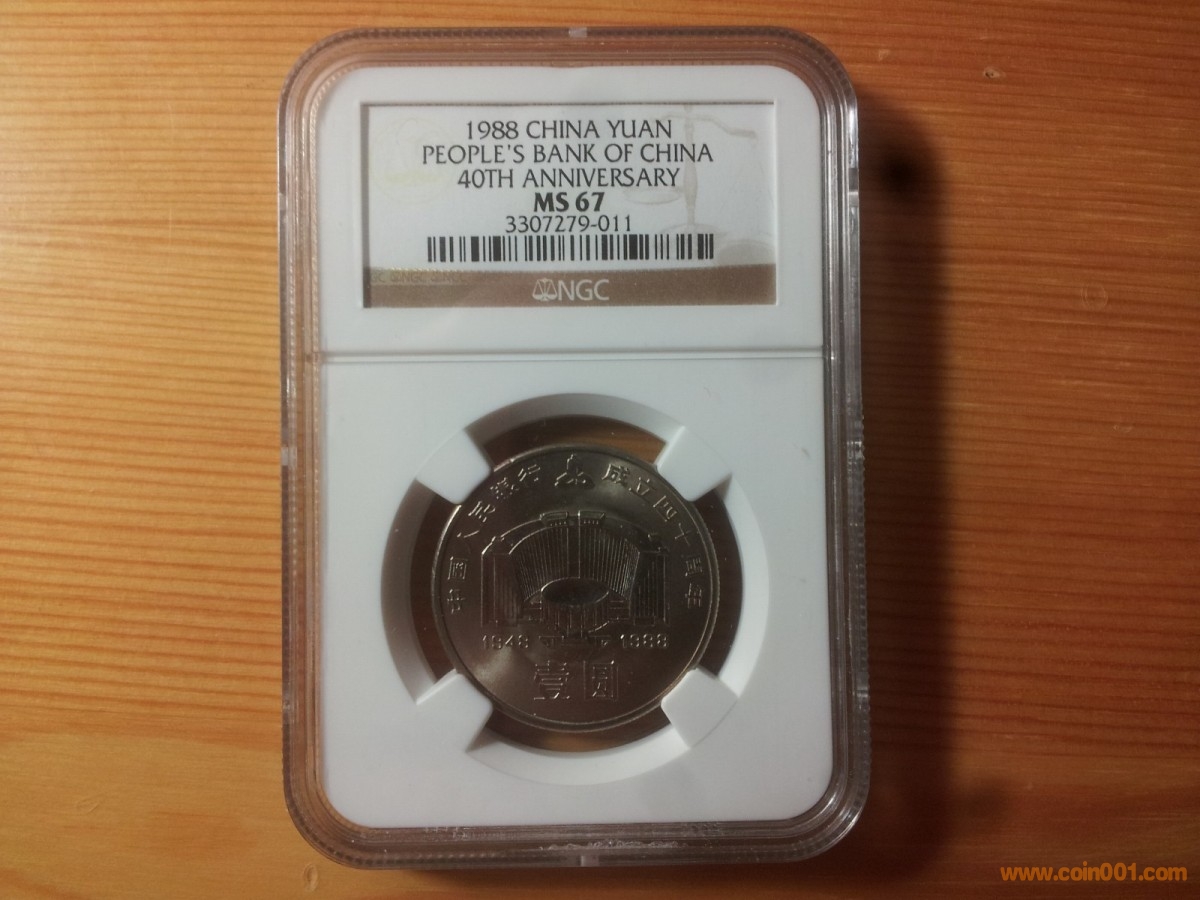 1988 CHINA YUAN
PEOPLE'S BANK OF CHINA
40TH ANNIVERSARY
MS 67
3307279-011
NGC
中国人民银行 成立四十周年
1948 1988
壹圆
www.coin001.com